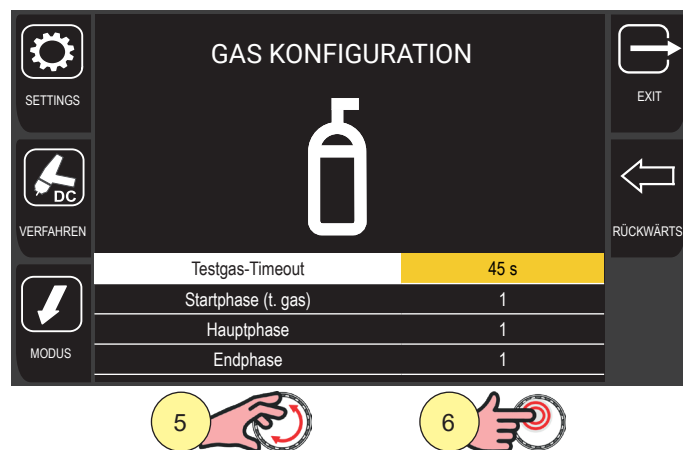 GAS KONFIGURATION
SETTINGS
EXIT
DC
VERFAHREN
RÜCKWÄRTS
MODUS
Testgas-Timeout 45 s
Startphase (t. gas) 1
Hauptphase 1
Endphase 1
5 6